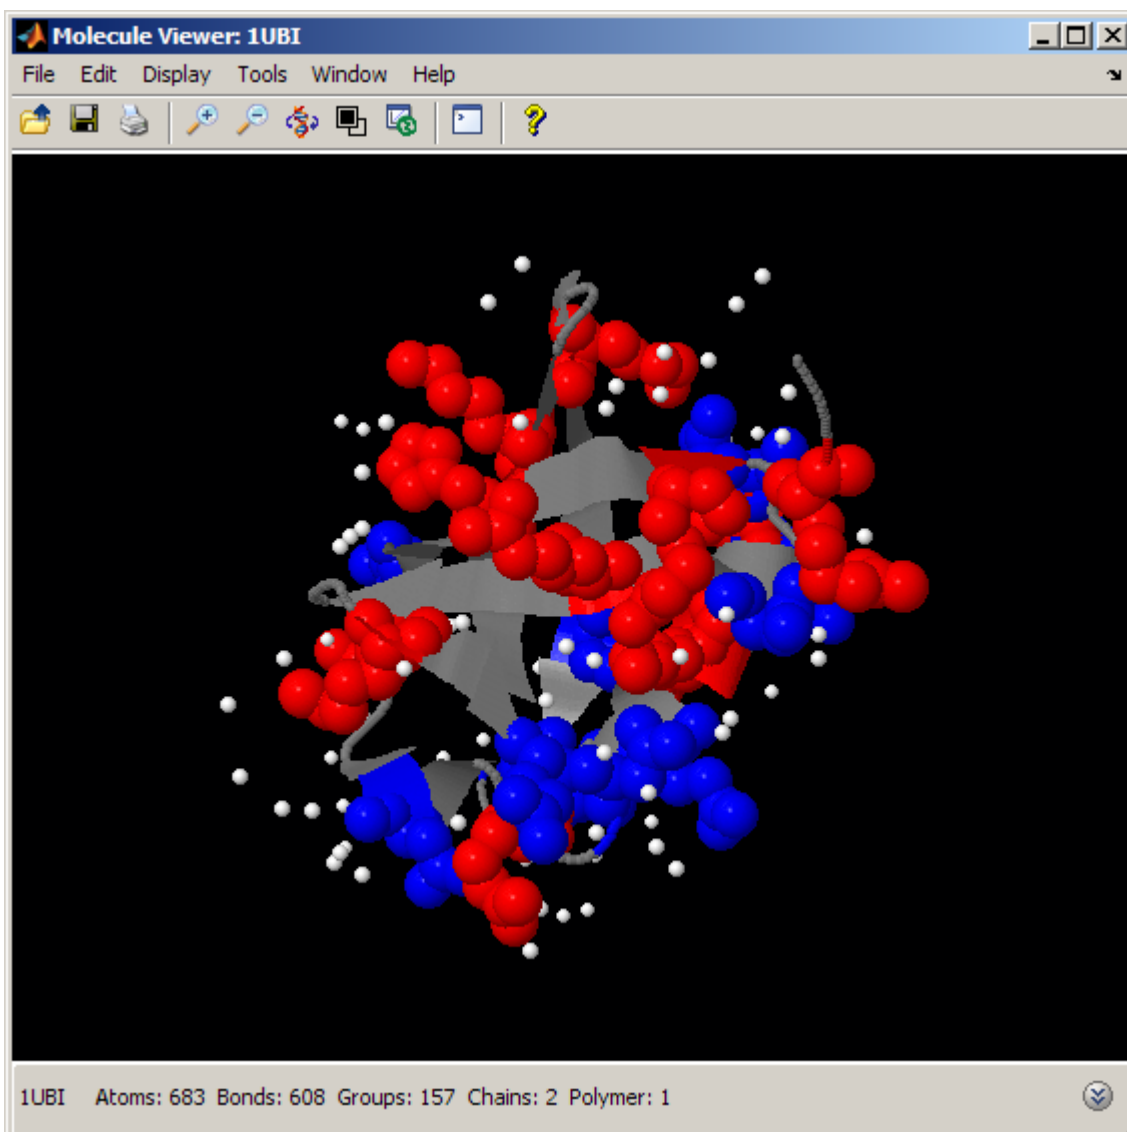 Molecule Viewer: 1UBI
File Edit Display Tools Window Help
1UBI Atoms: 683 Bonds: 608 Groups: 157 Chains: 2 Polymer: 1